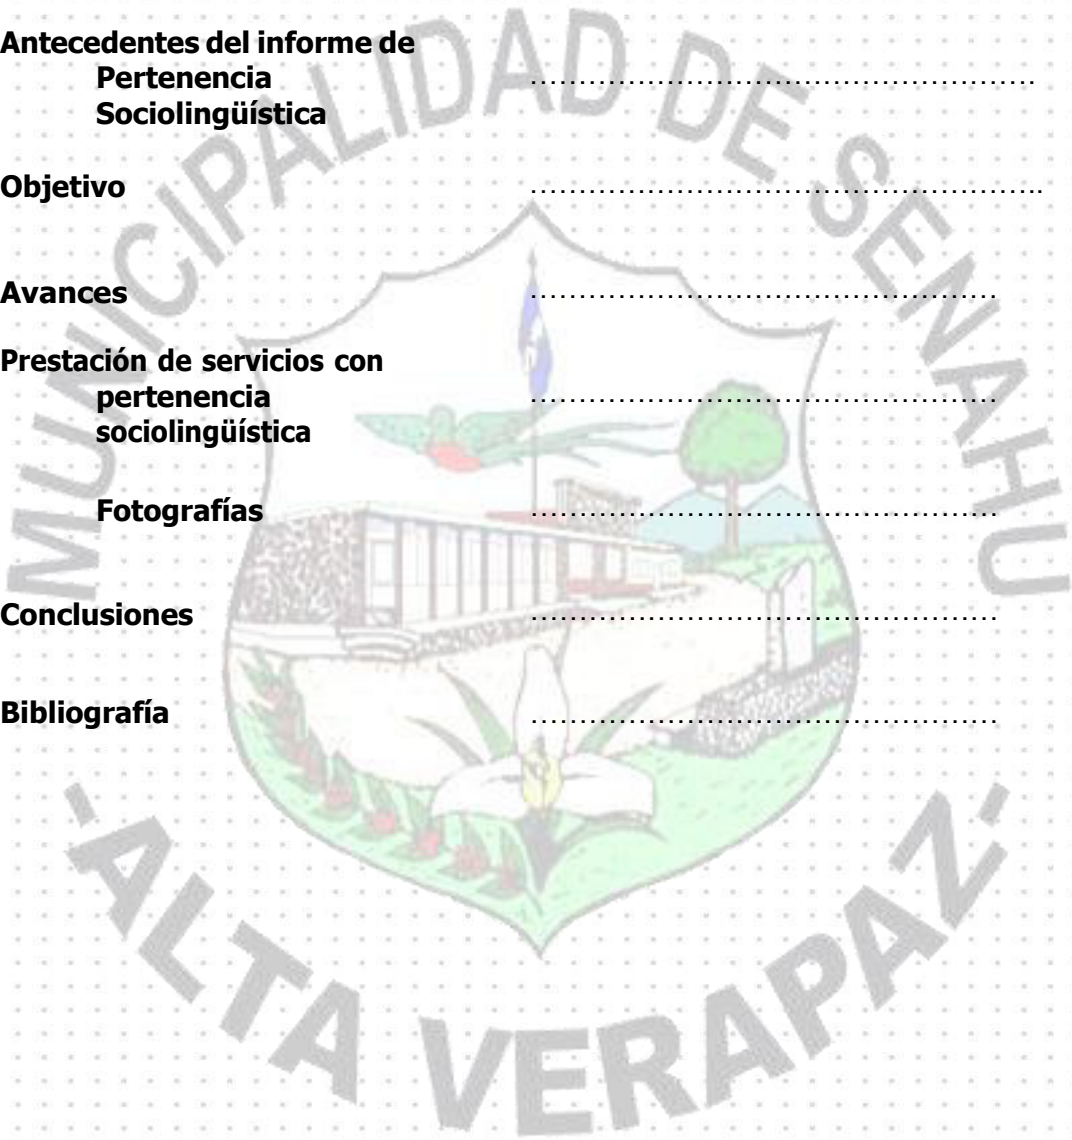 MUNICIPALIDAD DE SENAHU
Antecedentes del informe de
Pertenencia ....................................................
Sociolingüística
Objetivo .....................................................
Avances ................................................
Prestación de servicios con
pertenencia ................................................
sociolingüística
Fotografías ................................................
Conclusiones ................................................
Bibliografía ................................................
-ALTA VERAPAZ-